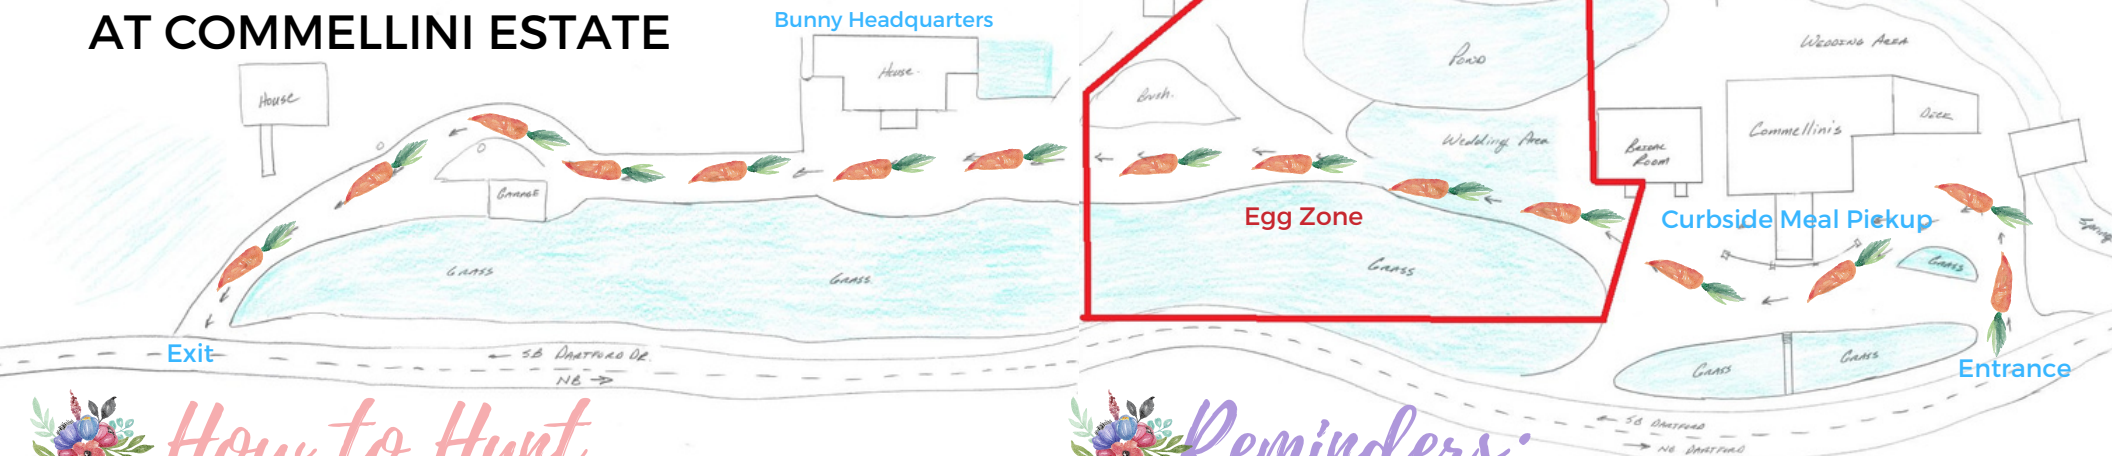 AT COMMELLINI ESTATE
Bunny Headquarters
House
House
Garage
Grass
Grass
Exit
← SB Dartford Dr.
NB →
How to Hunt
Pond
Brush.
Wedding Area
Wedding Area
Bridal
Room
Commellini's
Deck
Egg Zone
Curbside Meal Pickup
Grass
Grass
Grass
Grass
Entrance
← SB Dartford
→ NB Dartford
Reminders: